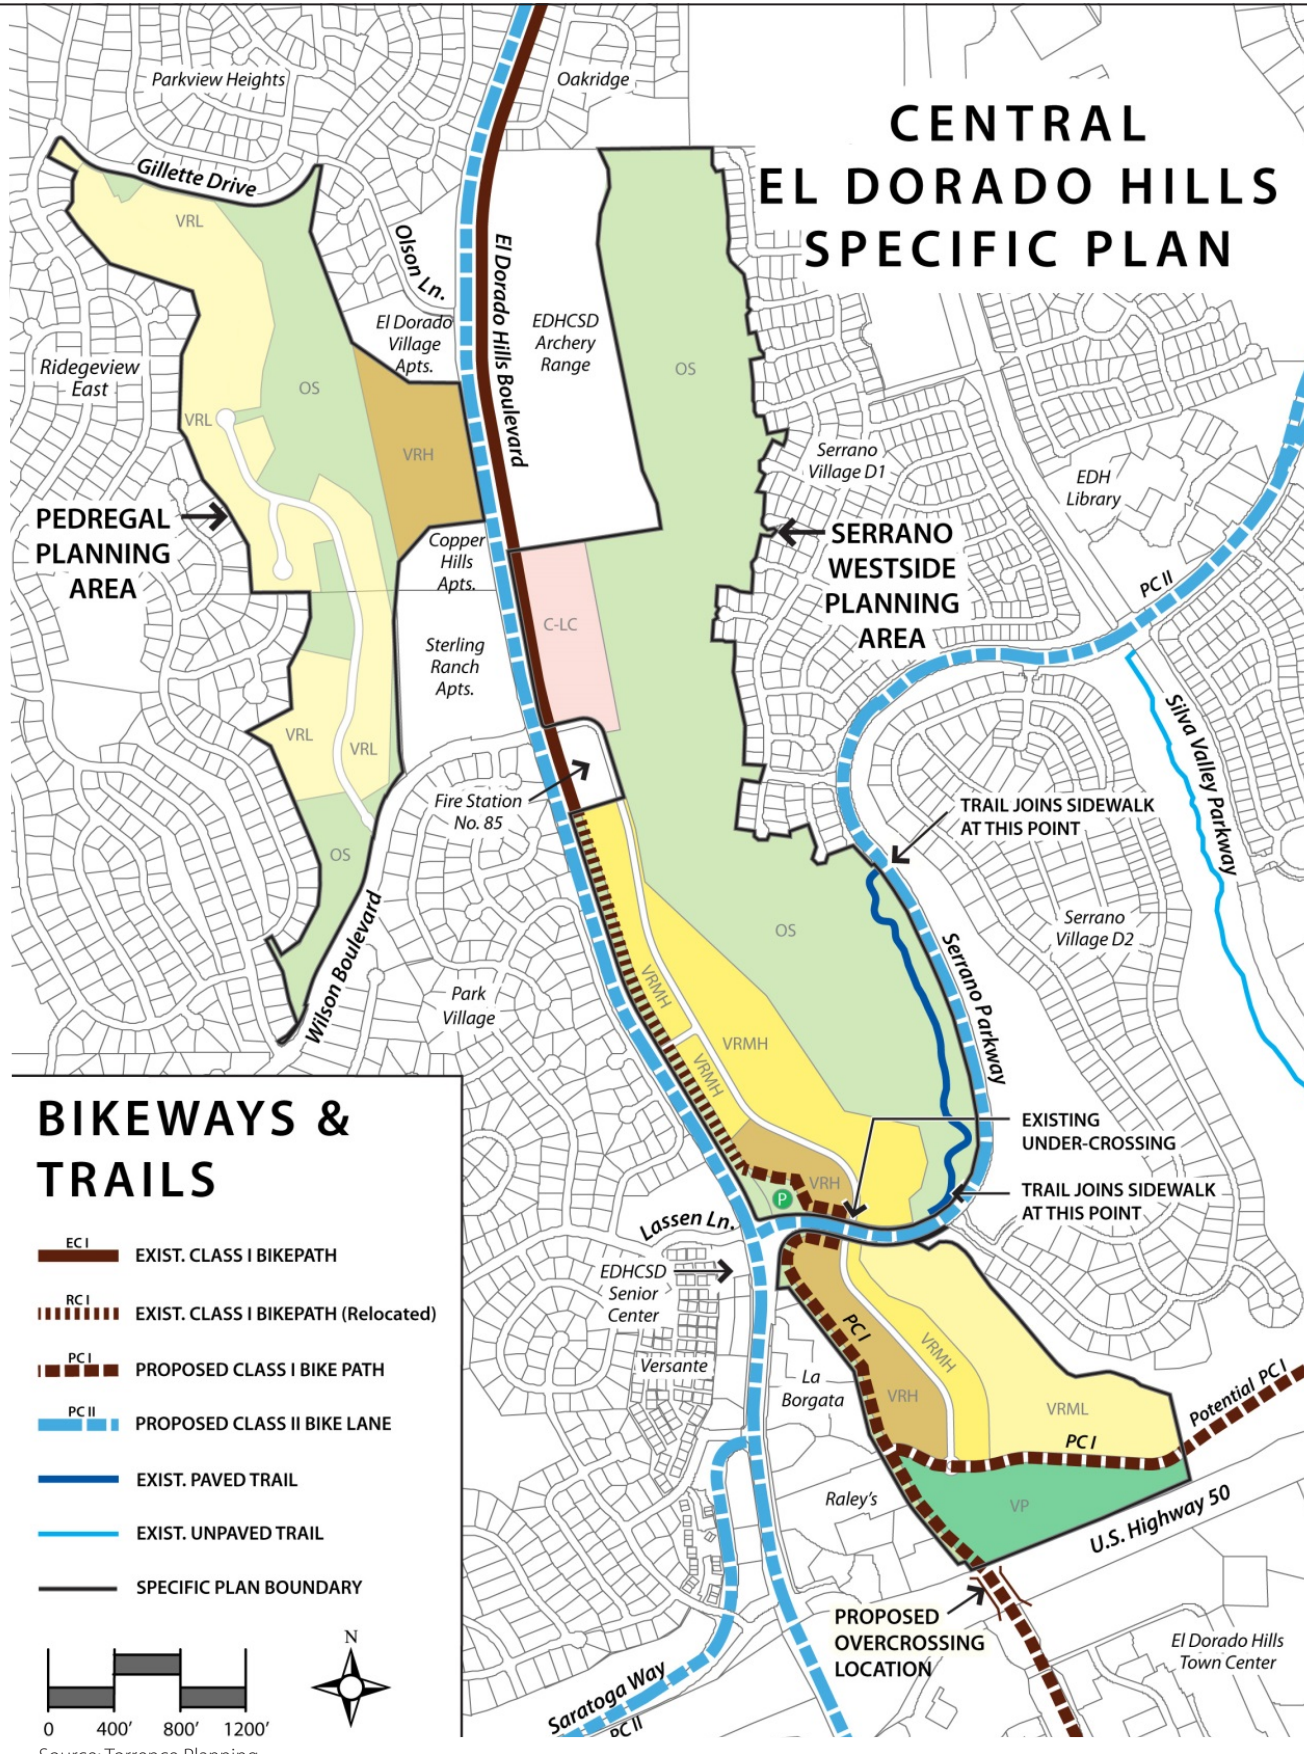 CENTRAL
EL DORADO HILLS
SPECIFIC PLAN
Parkview Heights
Oakridge
Gillette Drive
VRL
Olson Ln.
El Dorado Hills Boulevard
El Dorado
Village
Apts.
EDHCSD
Archery
Range
Ridgeview
East
OS
OS
VRL
VRH
Serrano
Village D1
EDH
Library
PEDREGAL
PLANNING
AREA
SERRANO
WESTSIDE
PLANNING
AREA
Copper
Hills
Apts.
PC II
C-LC
Sterling
Ranch
Apts.
Silva Valley Parkway
VRL
VRL
Fire Station
No. 85
TRAIL JOINS SIDEWALK
AT THIS POINT
OS
OS
Serrano
Village D2
Wilson Boulevard
Park
Village
Serrano Parkway
VRMH
VRMH
VRMH
EXISTING
UNDER-CROSSING
VRH
P
TRAIL JOINS SIDEWALK
AT THIS POINT
Lassen Ln.
EDHCSD
Senior
Center
Versante
PC I
VRMH
La
Borgata
VRH
VRML
PC I
Potential PC I
Raley's
VP
U.S. Highway 50
PROPOSED
OVERCROSSING
LOCATION
El Dorado Hills
Town Center
Saratoga Way
PC II
BIKEWAYS &
TRAILS
EC I
EXIST. CLASS I BIKEPATH
RC I
EXIST. CLASS I BIKEPATH (Relocated)
PC I
PROPOSED CLASS I BIKE PATH
PC II
PROPOSED CLASS II BIKE LANE
EXIST. PAVED TRAIL
EXIST. UNPAVED TRAIL
SPECIFIC PLAN BOUNDARY
N
0 400' 800' 1200'
Source: Torrence Planning